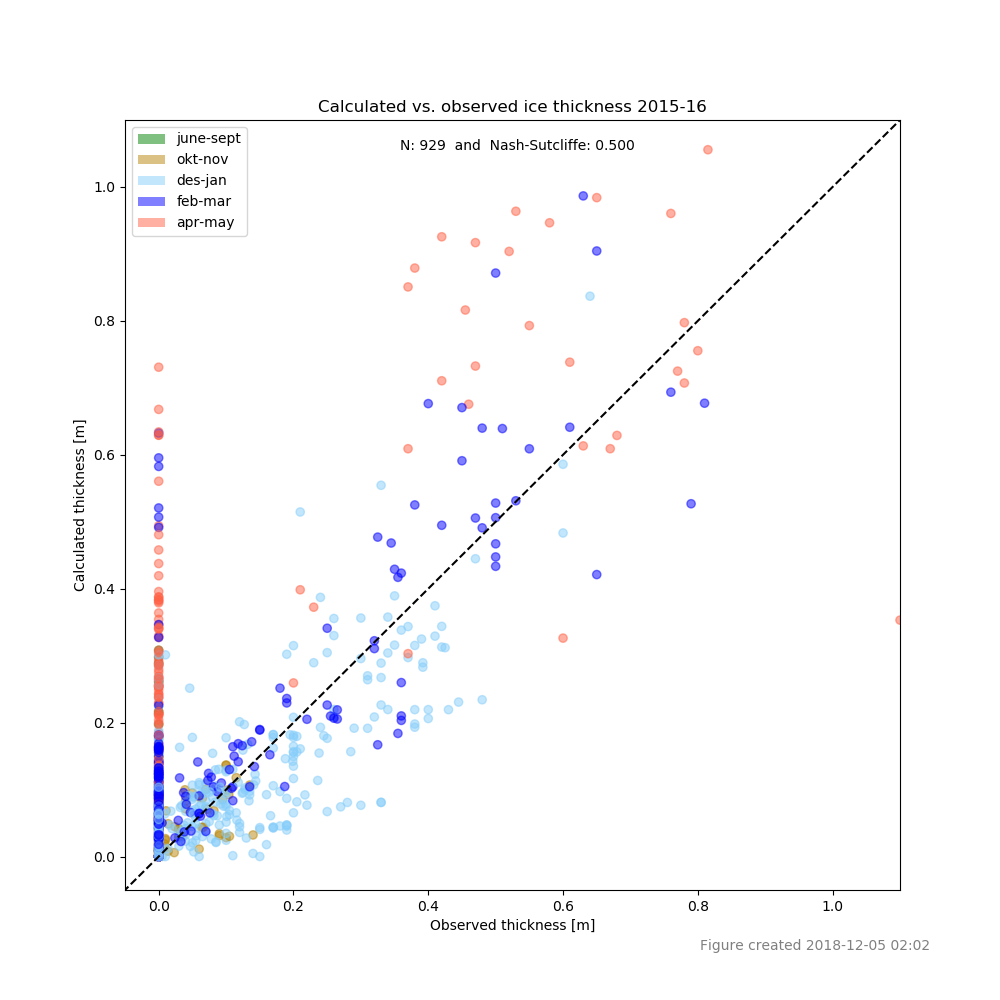 Calculated vs. observed ice thickness 2015-16
N: 929  and  Nash-Sutcliffe: 0.500
june-sept
okt-nov
des-jan
feb-mar
apr-may
1.0
0.8
0.6
0.4
0.2
0.0
Calculated thickness [m]
0.0 0.2 0.4 0.6 0.8 1.0
Observed thickness [m]
Figure created 2018-12-05 02:02